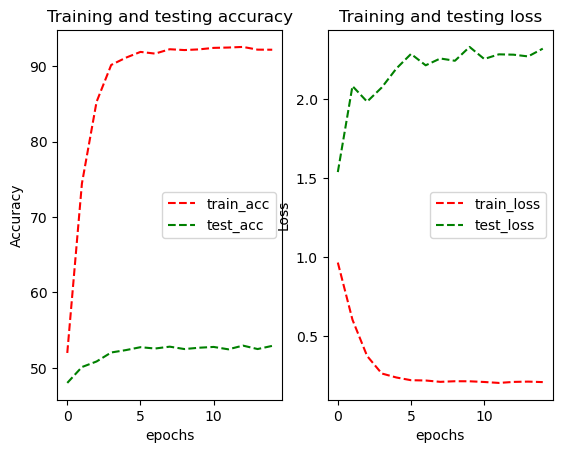 Training and testing accuracy
90
80
70
60
50
Accuracy
train_acc
test_acc
0
5
10
epochs
Training and testing loss
2.0
1.5
1.0
0.5
Loss
train_loss
test_loss
0
5
10
epochs